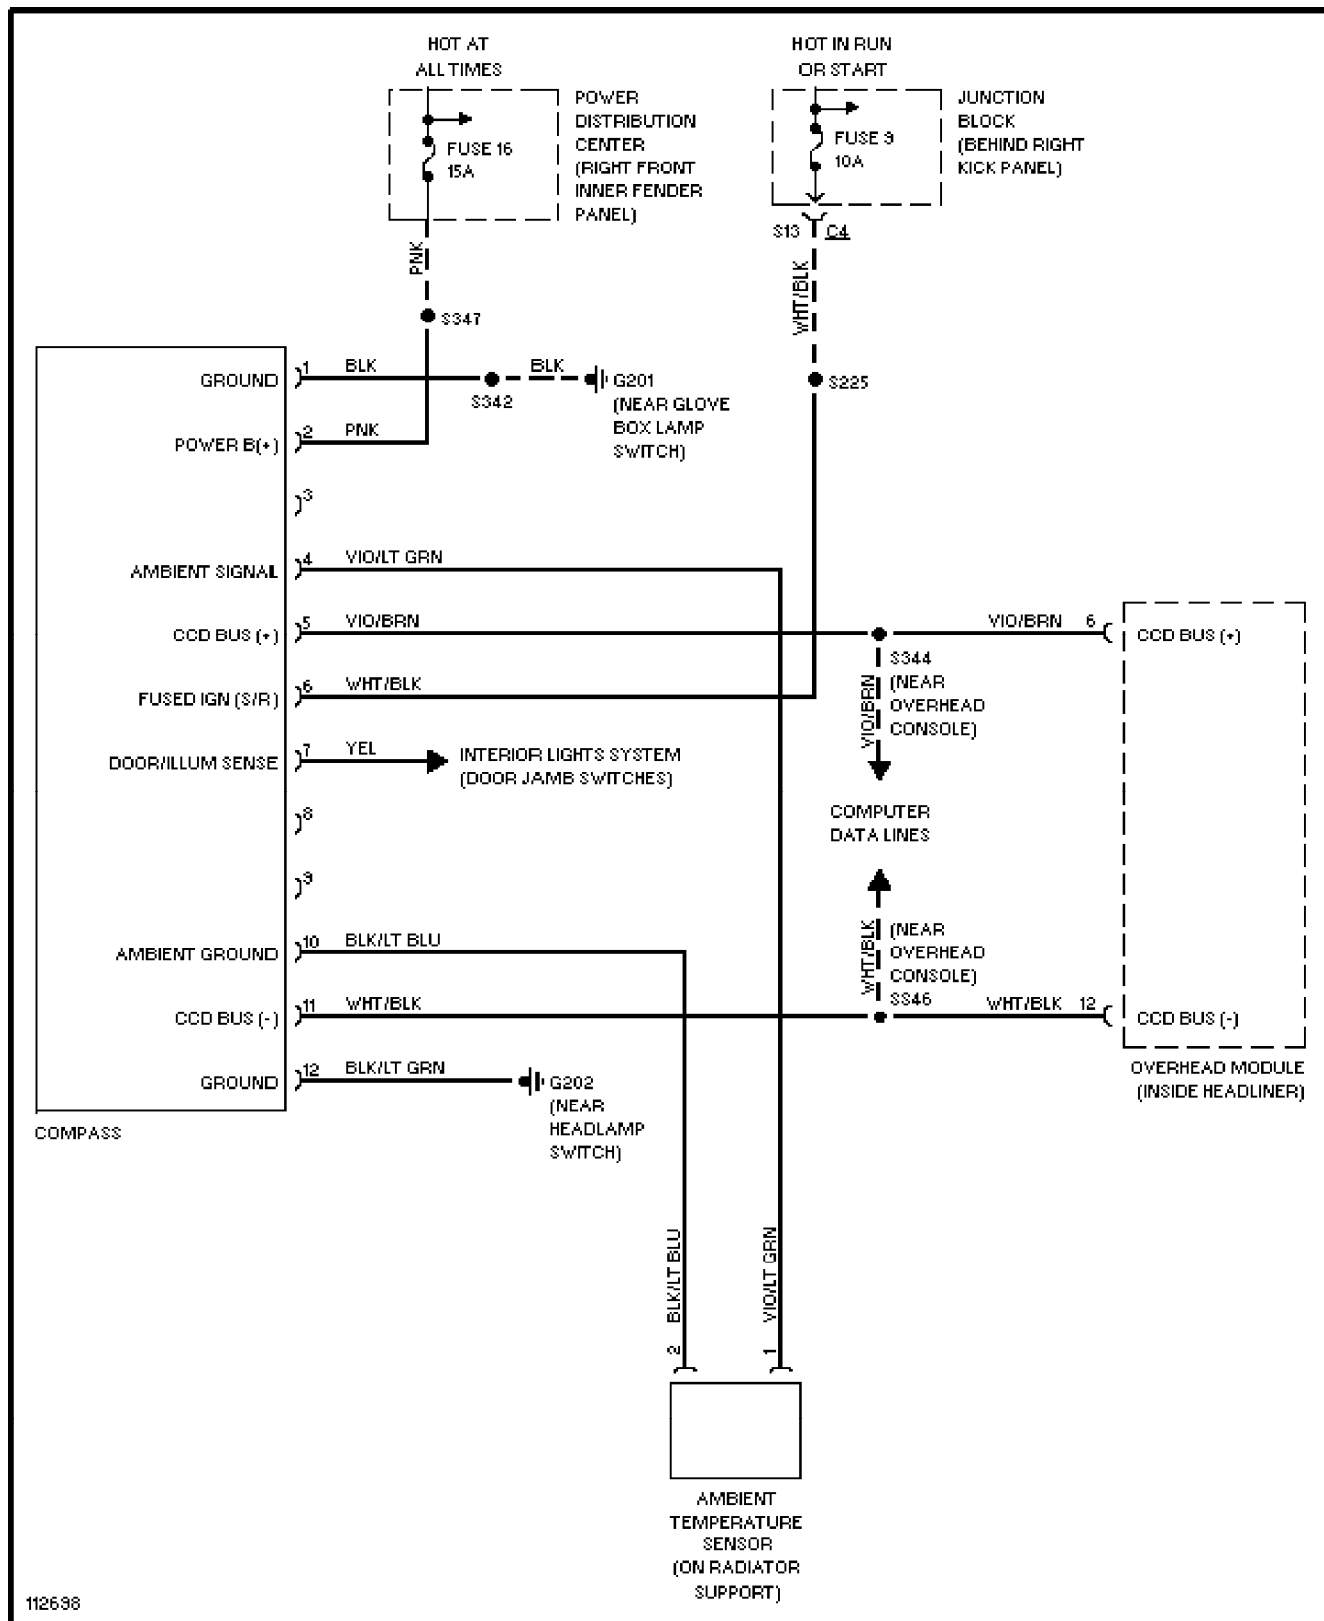 HOT AT
ALL TIMES
POWER
DISTRIBUTION
CENTER
(RIGHT FRONT
INNER FENDER
PANEL)
FUSE 16
15A
HOT IN RUN
OR START
JUNCTION
BLOCK
(BEHIND RIGHT
KICK PANEL)
FUSE 9
10A
S13 C4
PNK
WHT/BLK
S347
S225
GROUND 1 BLK
S342
BLK
G201
(NEAR GLOVE
BOX LAMP
SWITCH)
POWER B(+) 2 PNK
3
AMBIENT SIGNAL 4 VIO/LT GRN
CCD BUS (+) 5 VIO/BRN
VIO/BRN 6 CCD BUS (+)
S344
(NEAR
OVERHEAD
CONSOLE)
VIO/BRN
FUSED IGN (S/R) 6 WHT/BLK
DOOR/ILLUM SENSE 7 YEL
INTERIOR LIGHTS SYSTEM
(DOOR JAMB SWITCHES)
COMPUTER
DATA LINES
8
9
WHT/BLK
(NEAR
OVERHEAD
CONSOLE)
S346
AMBIENT GROUND 10 BLK/LT BLU
CCD BUS (-) 11 WHT/BLK
WHT/BLK 12 CCD BUS (-)
GROUND 12 BLK/LT GRN
G202
(NEAR
HEADLAMP
SWITCH)
OVERHEAD MODULE
(INSIDE HEADLINER)
COMPASS
BLK/LT BLU
VIO/LT GRN
2
1
AMBIENT
TEMPERATURE
SENSOR
(ON RADIATOR
SUPPORT)
112698